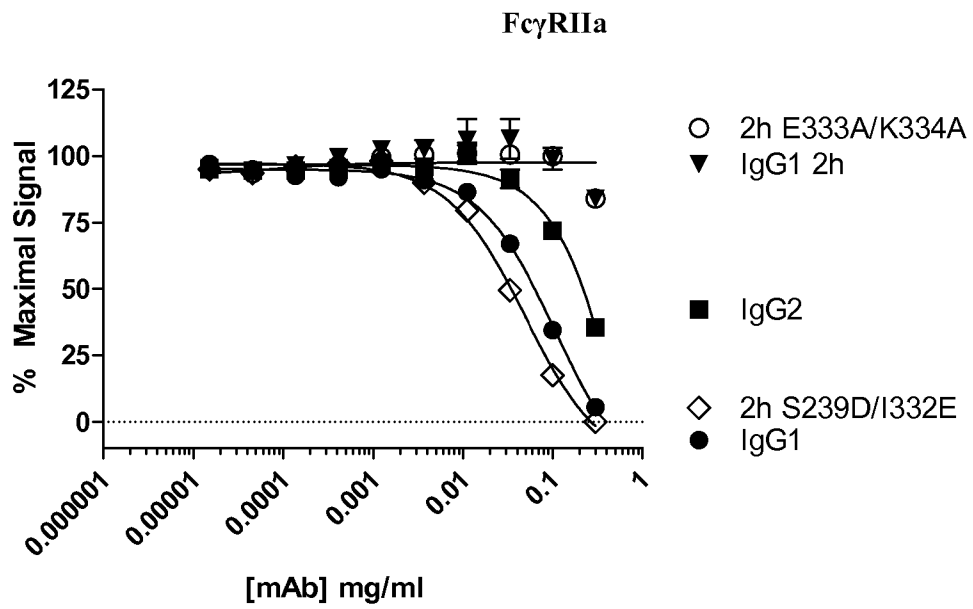 FcγRIIa
125
100
75
50
25
0
% Maximal Signal
0.000001
0.00001
0.0001
0.001
0.01
0.1
1
[mAb] mg/ml
2h E333A/K334A
IgG1 2h
IgG2
2h S239D/I332E
IgG1